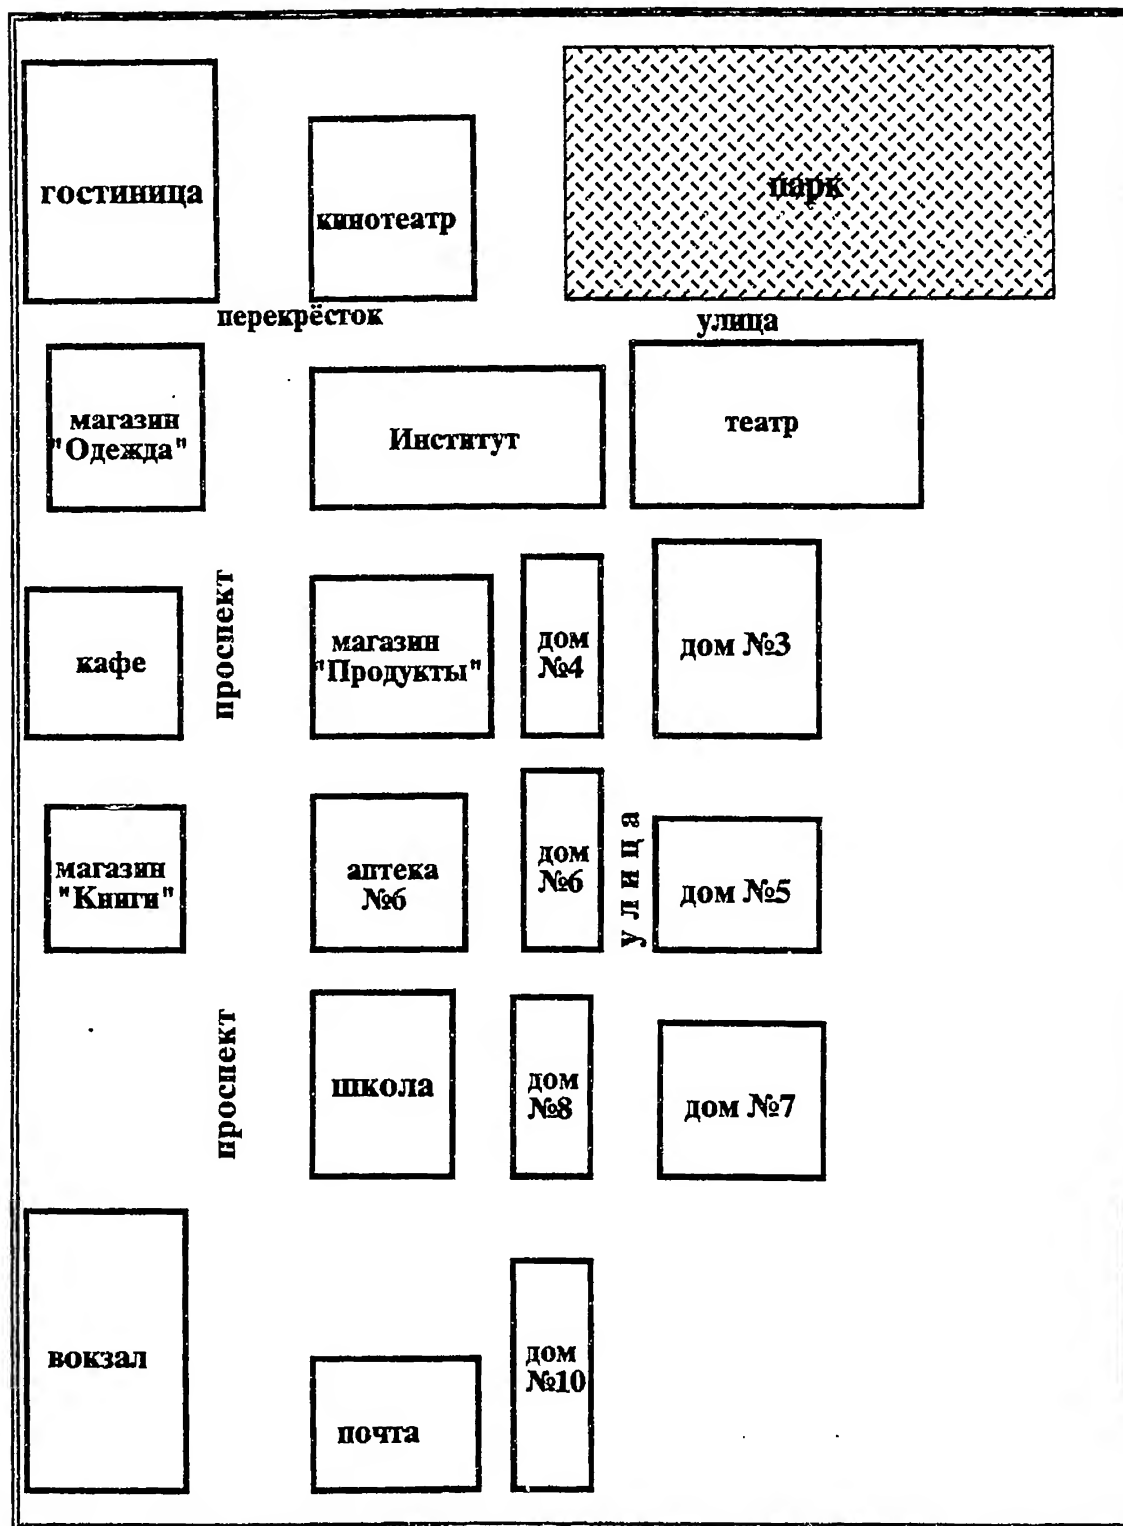 гостиница
кинотеатр
парк
перекрёсток
улица
магазин
"Одежда"
Институт
театр
проспект
кафе
магазин
"Продукты"
дом
№4
дом №3
магазин
"Книги"
аптека
№6
дом
№6
улица
дом №5
проспект
школа
дом
№8
дом №7
вокзал
почта
дом
№10